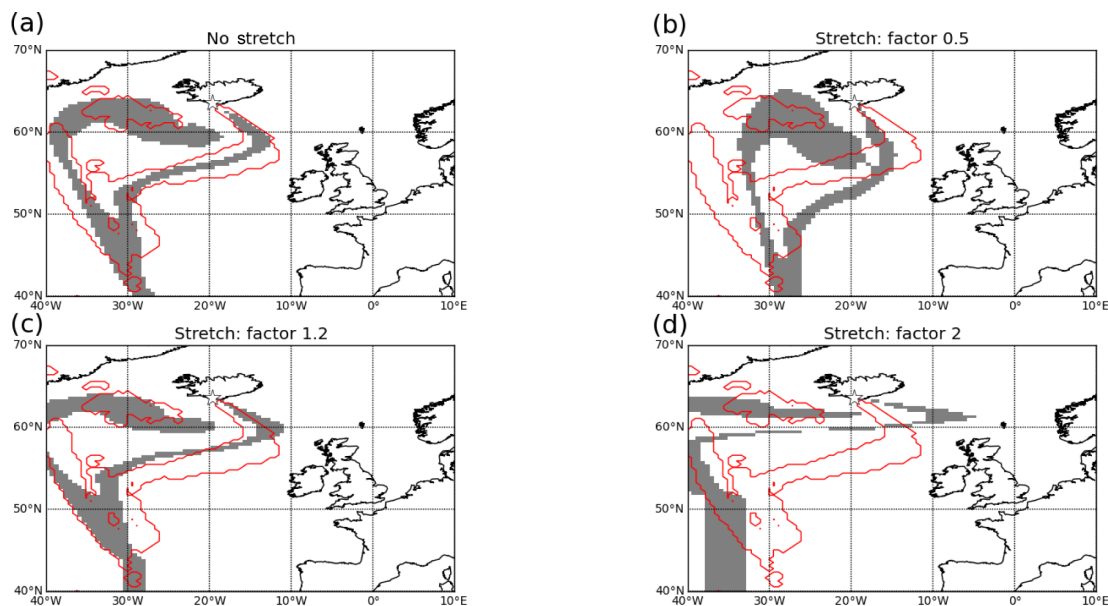 (a)
No stretch
70°N
60°N
50°N
40°N
40°W 30°W 20°W 10°W 0° 10°E
(b)
Stretch: factor 0.5
70°N
60°N
50°N
40°N
40°W 30°W 20°W 10°W 0° 10°E
(c)
Stretch: factor 1.2
70°N
60°N
50°N
40°N
40°W 30°W 20°W 10°W 0° 10°E
(d)
Stretch: factor 2
70°N
60°N
50°N
40°N
40°W 30°W 20°W 10°W 0° 10°E